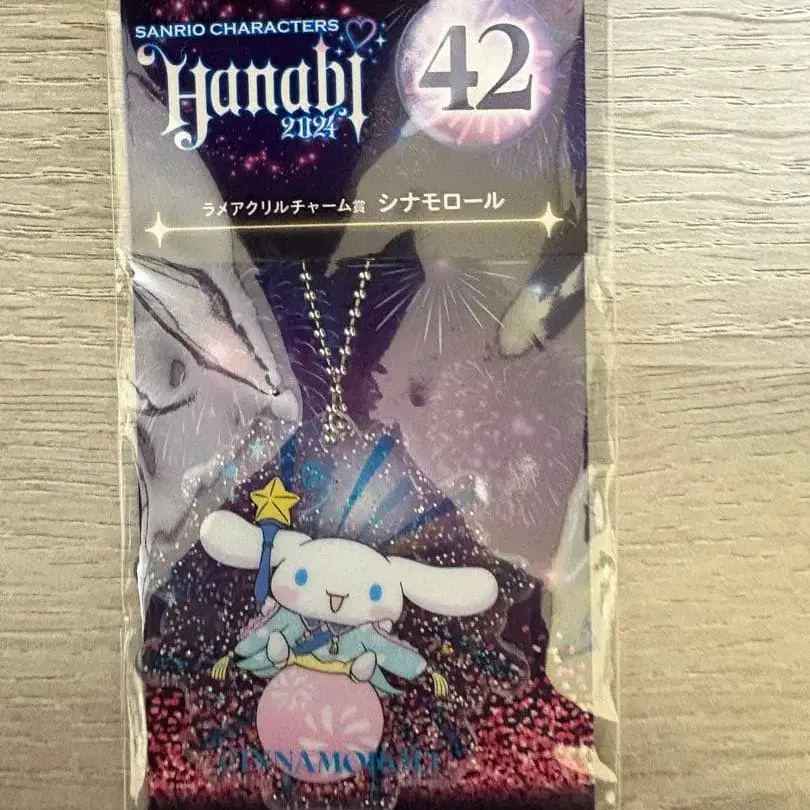 SANRIO CHARACTERS
Hanabi
2024
42
ラメアクリルチャーム賞 シナモロール
CINNAMOROLL